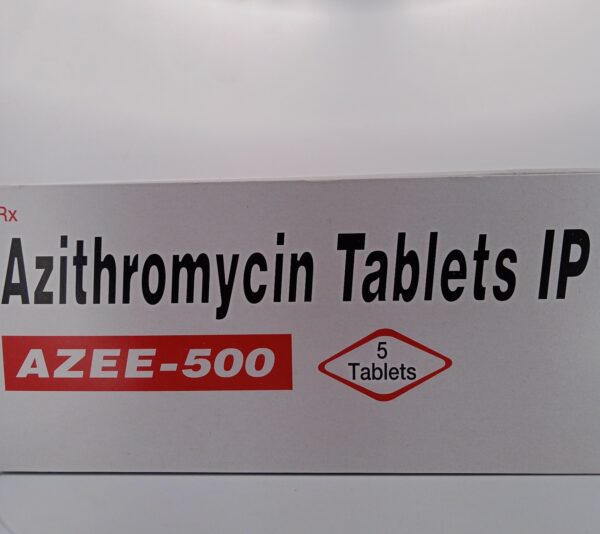 Rx
Azithromycin Tablets IP
AZEE-500
5
Tablets